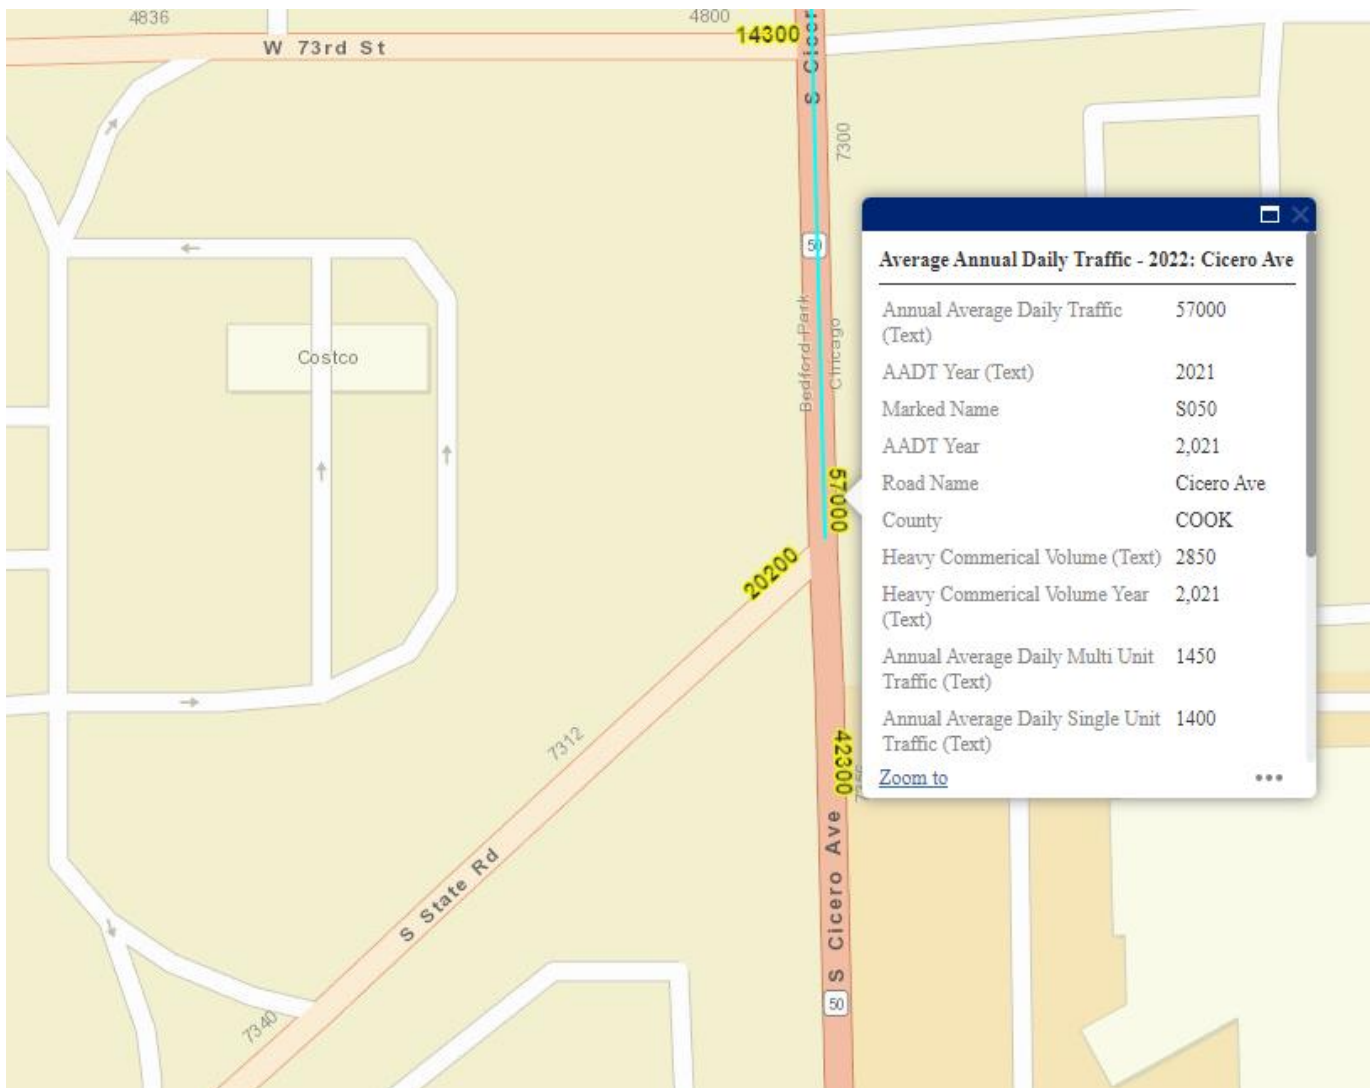 4836
4800
W 73rd St
14300
S Cicer
7300
50
Average Annual Daily Traffic - 2022: Cicero Ave
Annual Average Daily Traffic 57000
(Text)
AADT Year (Text) 2021
Marked Name S050
AADT Year 2,021
Road Name Cicero Ave
County COOK
Heavy Commerical Volume (Text) 2850
Heavy Commerical Volume Year 2,021
(Text)
Annual Average Daily Multi Unit 1450
Traffic (Text)
Annual Average Daily Single Unit 1400
Traffic (Text)
Zoom to
Bedford Park
Chicago
Costco
57000
20200
7312
42300
S State Rd
S Cicero Ave
50
7340